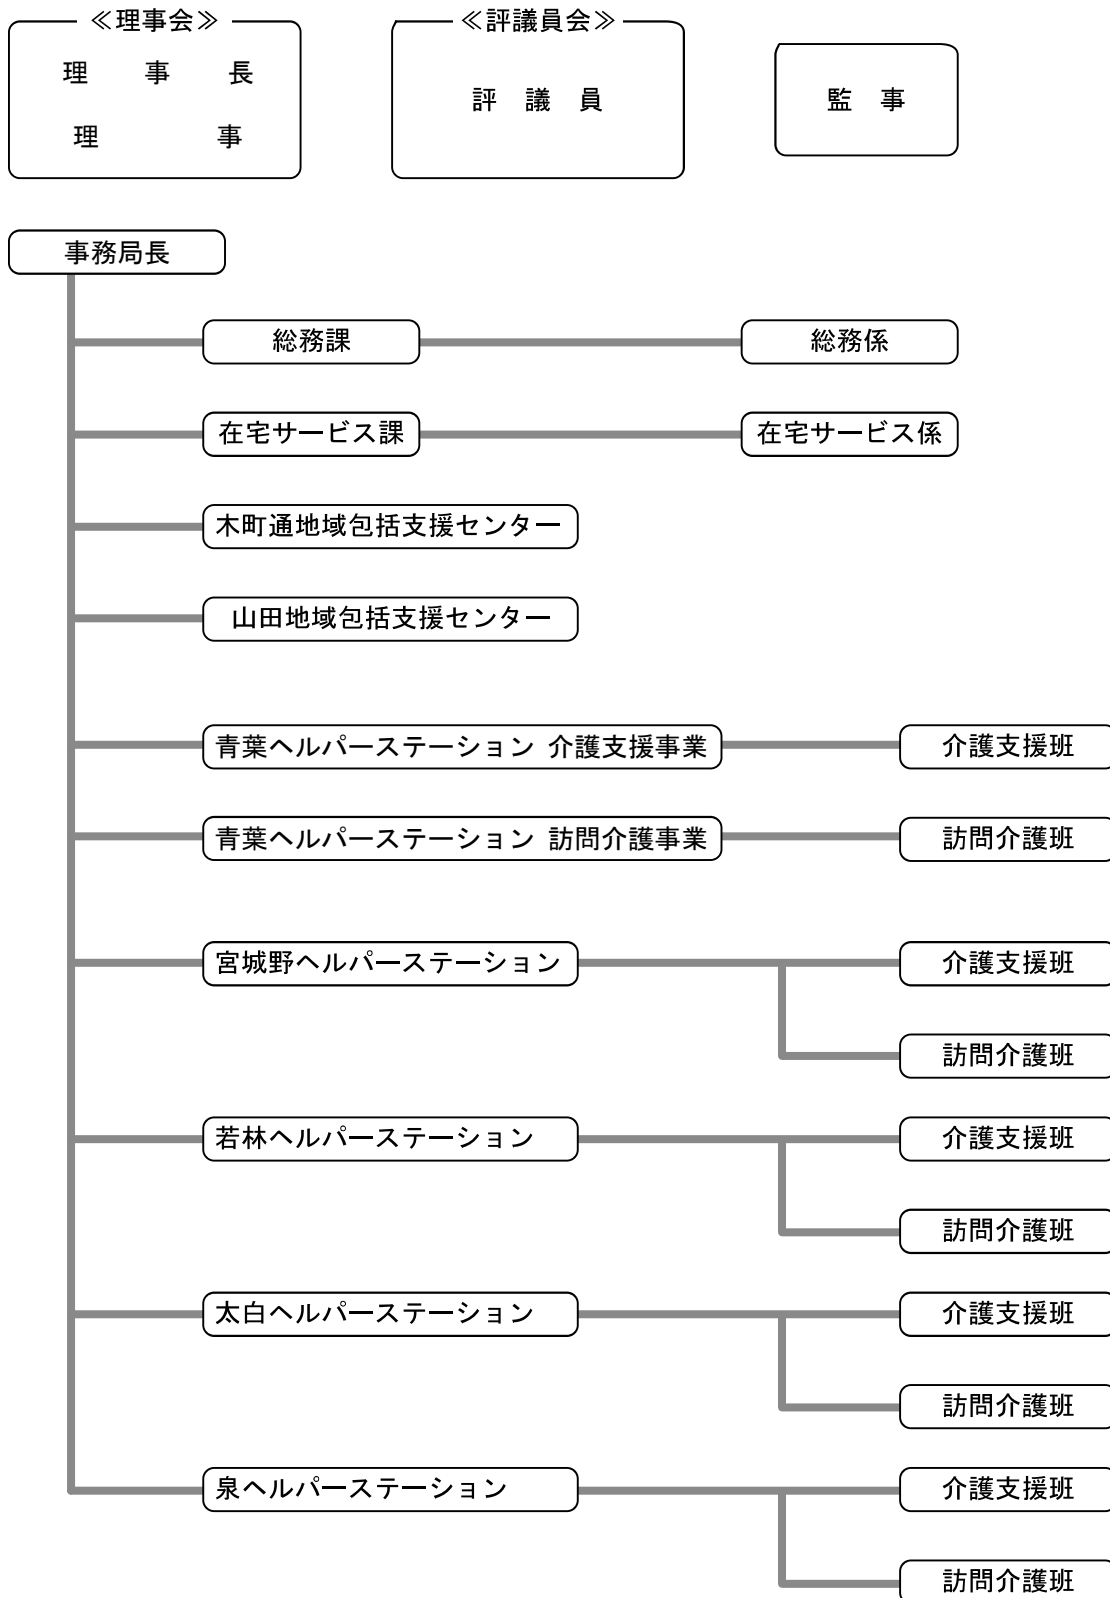 ≪理事会≫
理事長
理事
≪評議員会≫
評議員
監事
事務局長
総務課
総務係
在宅サービス課
在宅サービス係
木町通地域包括支援センター
山田地域包括支援センター
青葉ヘルパーステーション 介護支援事業
介護支援班
青葉ヘルパーステーション 訪問介護事業
訪問介護班
宮城野ヘルパーステーション
介護支援班
訪問介護班
若林ヘルパーステーション
介護支援班
訪問介護班
太白ヘルパーステーション
介護支援班
訪問介護班
泉ヘルパーステーション
介護支援班
訪問介護班